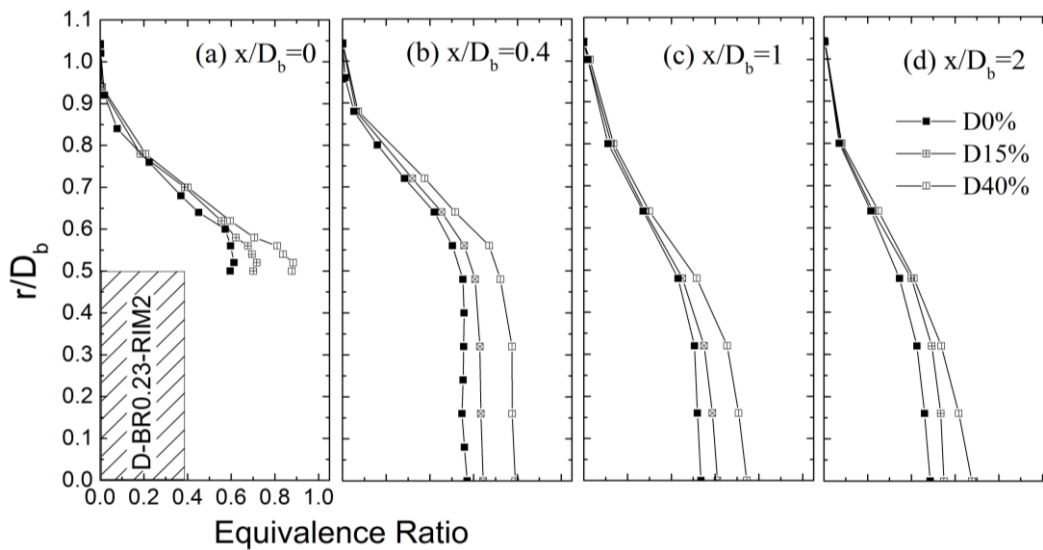 (a) x/D_b=0
(b) x/D_b=0.4
(c) x/D_b=1
(d) x/D_b=2
D0%
D15%
D40%
r/D_b
1.1
1.0
0.9
0.8
0.7
0.6
0.5
0.4
0.3
0.2
0.1
0.0
D-BR0.23-RIM2
0.0 0.2 0.4 0.6 0.8 1.0
Equivalence Ratio